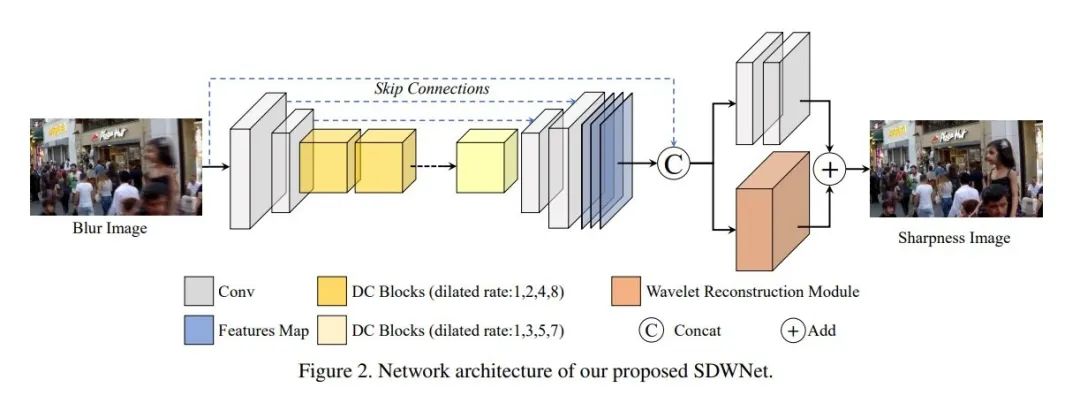 Skip Connections
C
+
Blur Image
Sharpness Image
Conv
DC Blocks (dilated rate:1,2,4,8)
Wavelet Reconstruction Module
Features Map
DC Blocks (dilated rate:1,3,5,7)
C Concat
+ Add
Figure 2. Network architecture of our proposed SDWNet.